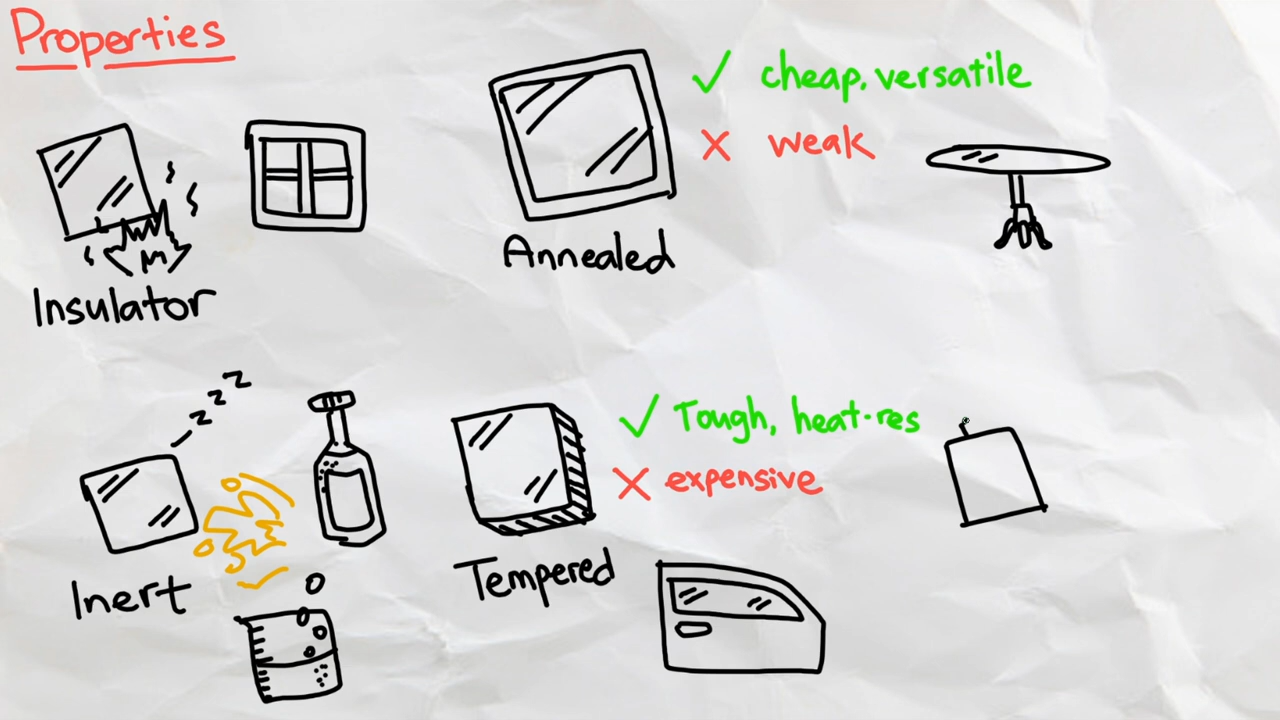 Properties
✓ cheap, versatile
✗ weak
Annealed
Insulator
z z z
✓ Tough, heat-res
✗ expensive
Tempered
Inert